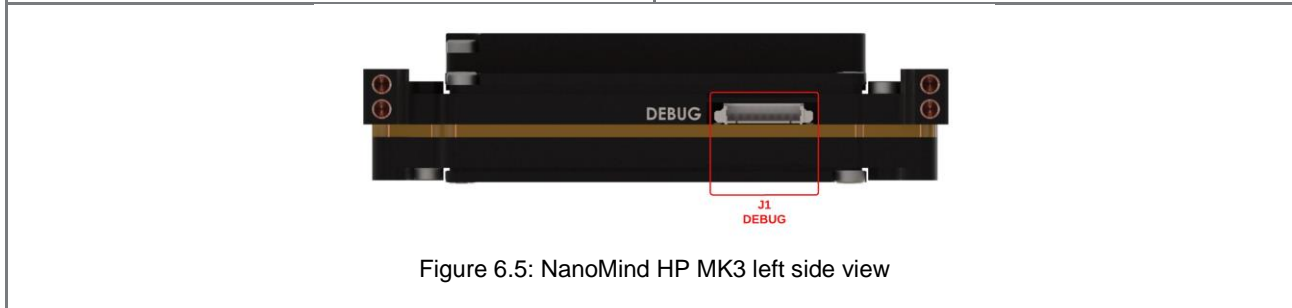 DEBUG
J1
DEBUG
Figure 6.5: NanoMind HP MK3 left side view